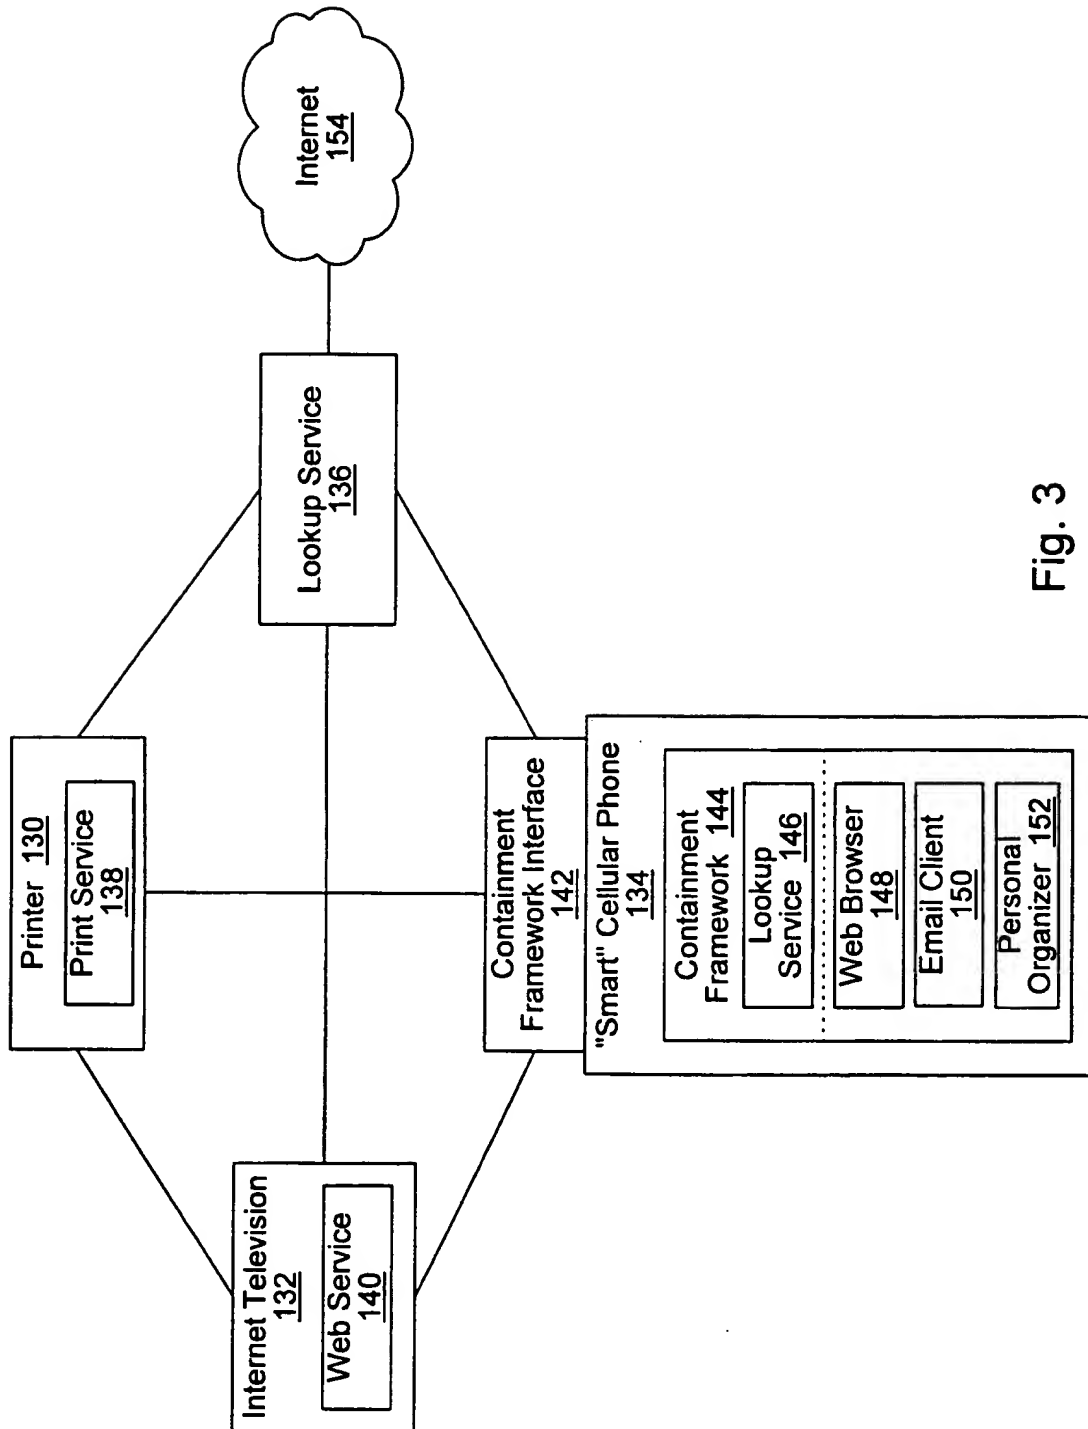 Printer 130
Print Service
138
Internet Television
132
Web Service
140
Lookup Service
136
Internet
154
Containment
Framework Interface
142
"Smart" Cellular Phone
134
Containment
Framework 144
Lookup
Service 146
Web Browser
148
Email Client
150
Personal
Organizer 152
Fig. 3